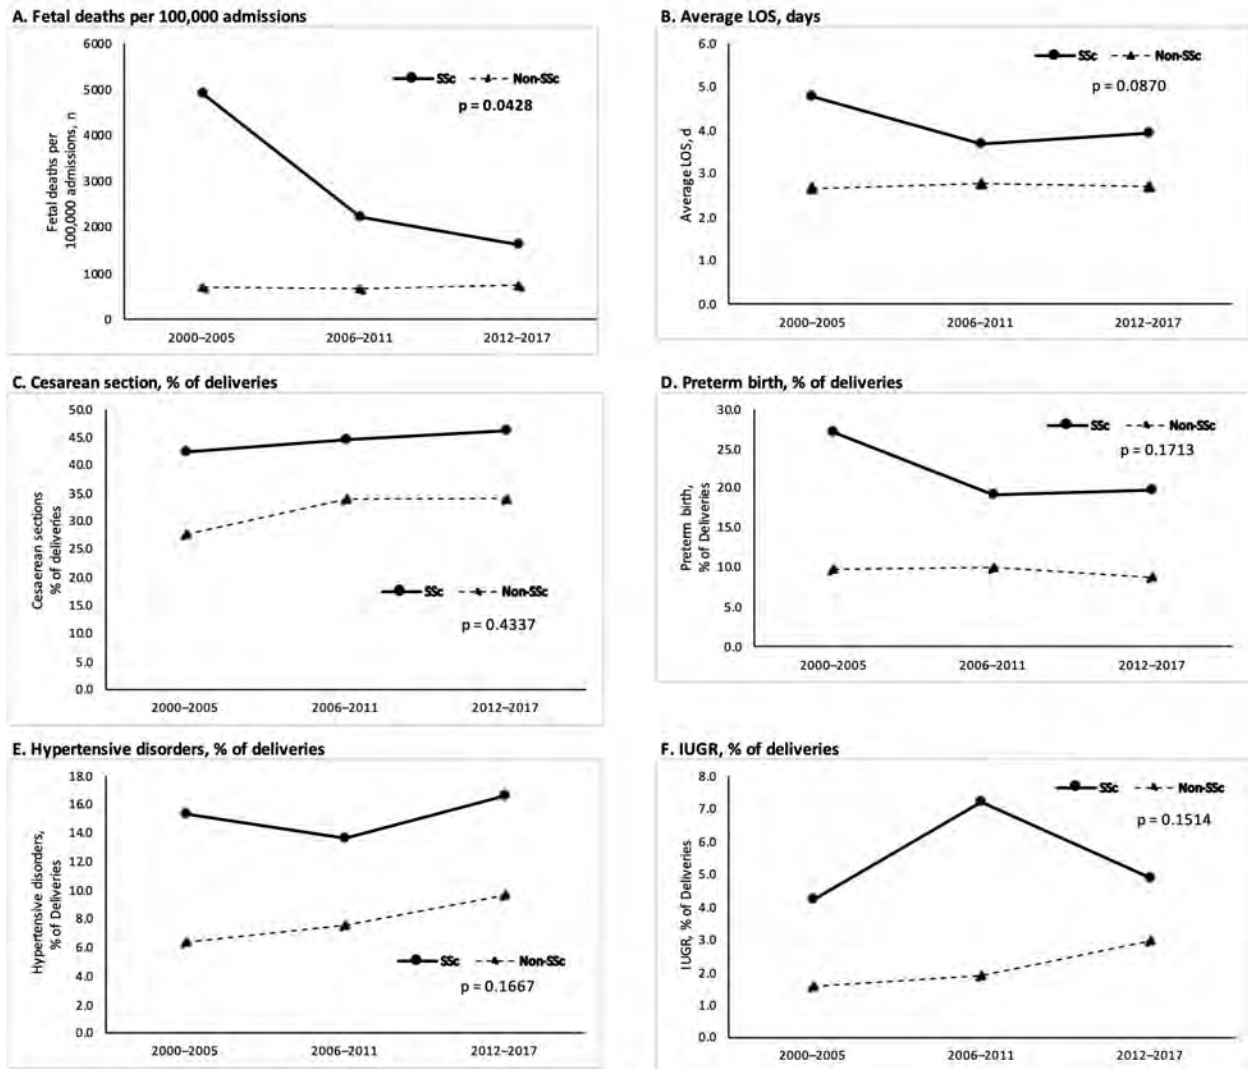 A. Fetal deaths per 100,000 admissions
6000
5000
4000
3000
2000
1000
0
Fetal deaths per
100,000 admissions, n
SSc Non-SSc
p = 0.0428
2000–2005 2006–2011 2012–2017
B. Average LOS, days
6.0
5.0
4.0
3.0
2.0
1.0
0.0
Average LOS, d
SSc Non-SSc
p = 0.0870
2000–2005 2006–2011 2012–2017
C. Cesarean section, % of deliveries
50.0
45.0
40.0
35.0
30.0
25.0
20.0
15.0
10.0
5.0
0.0
Cesaerean sections
% of deliveries
SSc Non-SSc
p = 0.4337
2000–2005 2006–2011 2012–2017
D. Preterm birth, % of deliveries
30.0
25.0
20.0
15.0
10.0
5.0
0.0
Preterm birth,
% of Deliveries
SSc Non-SSc
p = 0.1713
2000–2005 2006–2011 2012–2017
E. Hypertensive disorders, % of deliveries
18.0
16.0
14.0
12.0
10.0
8.0
6.0
4.0
2.0
0.0
Hypertensive disorders,
% of Deliveries
SSc Non-SSc
p = 0.1667
2000–2005 2006–2011 2012–2017
F. IUGR, % of deliveries
8.0
7.0
6.0
5.0
4.0
3.0
2.0
1.0
0.0
IUGR, % of Deliveries
SSc Non-SSc
p = 0.1514
2000–2005 2006–2011 2012–2017